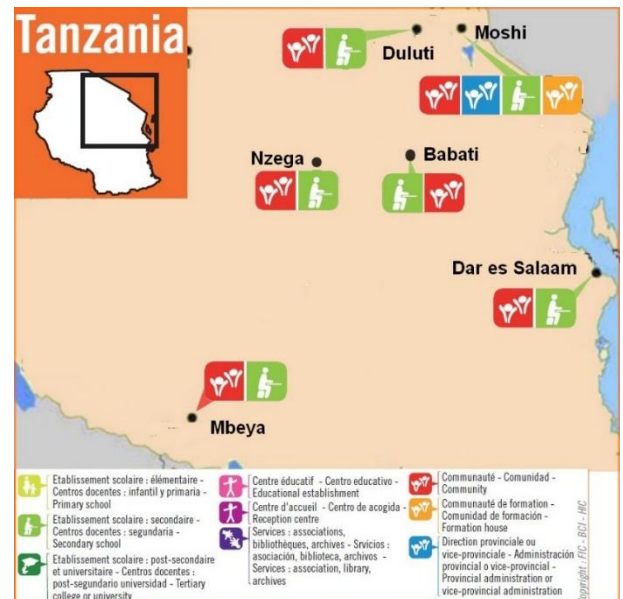 Tanzania
Moshi
Duluti
Nzega
Babati
Dar es Salaam
Mbeya
Etablissement scolaire : élémentaire -
Centros docentes : infantil y primaria -
Primary school
Etablissement scolaire : secondaire -
Centros docentes : segundaria -
Secondary school
Etablissement scolaire : post-secondaire
et universitaire - Centros docentes :
post-segundario universidad - Tertiary
college or university
Centre éducatif - Centro educativo -
Educational establishment
Centre d'accueil - Centro de acogida -
Reception centre
Services : associations,
bibliothèques, archives - Srvicios :
asociación, biblioteca, archivos -
Services : association, library,
archives
Communauté - Comunidad -
Community
Communauté de formation -
Comunidad de formación -
Formation house
Direction provinciale ou
vice-provinciale - Administración
provincial o vice-provincial -
Provincial administration or
vice-provincial administration
Copyright : FIC - BCI - HIC